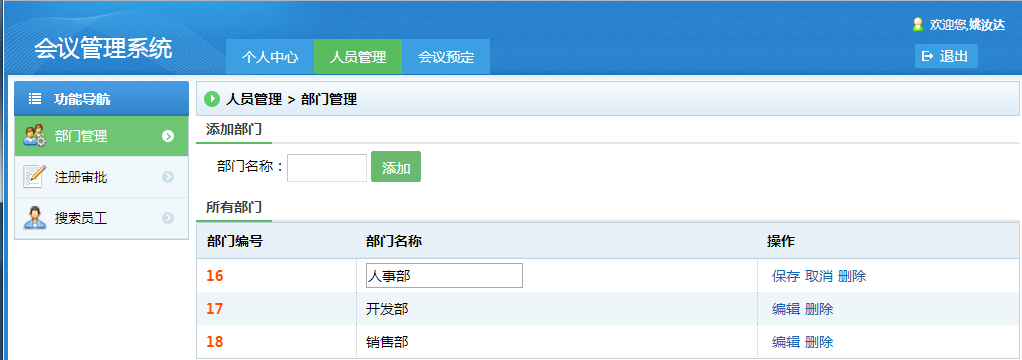 欢迎您,姚汝达
会议管理系统
个人中心 人员管理 会议预定
退出
功能导航
部门管理
注册审批
搜索员工
人员管理 > 部门管理
添加部门
部门名称： 添加
所有部门
部门编号 部门名称 操作
16 人事部 保存 取消 删除
17 开发部 编辑 删除
18 销售部 编辑 删除